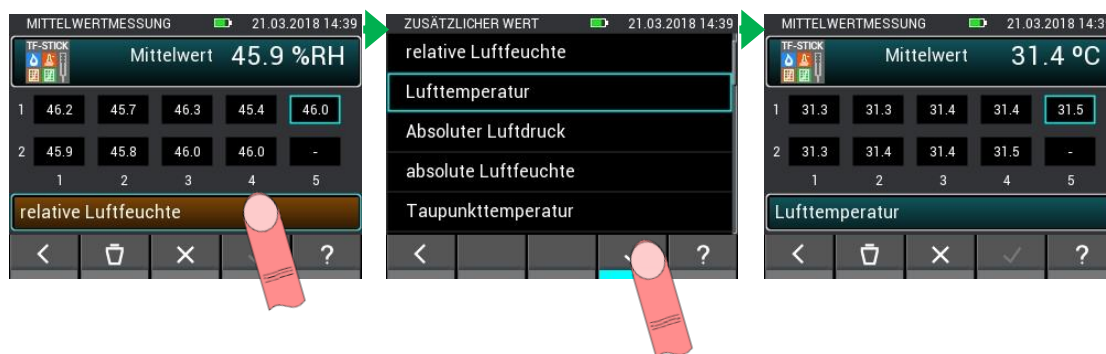 MITTELWERTMESSUNG 21.03.2018 14:39
TF-STICK
Mittelwert 45.9 %RH
1 46.2 45.7 46.3 45.4 46.0
2 45.9 45.8 46.0 46.0 -
1 2 3 4 5
relative Luftfeuchte
?
ZUSÄTZLICHER WERT 21.03.2018 14:39
relative Luftfeuchte
Lufttemperatur
Absoluter Luftdruck
absolute Luftfeuchte
Taupunkttemperatur
?
MITTELWERTMESSUNG 21.03.2018 14:3
TF-STICK
Mittelwert 31.4 ºC
1 31.3 31.3 31.4 31.4 31.5
2 31.3 31.4 31.4 31.5 -
1 2 3 4 5
Lufttemperatur
?